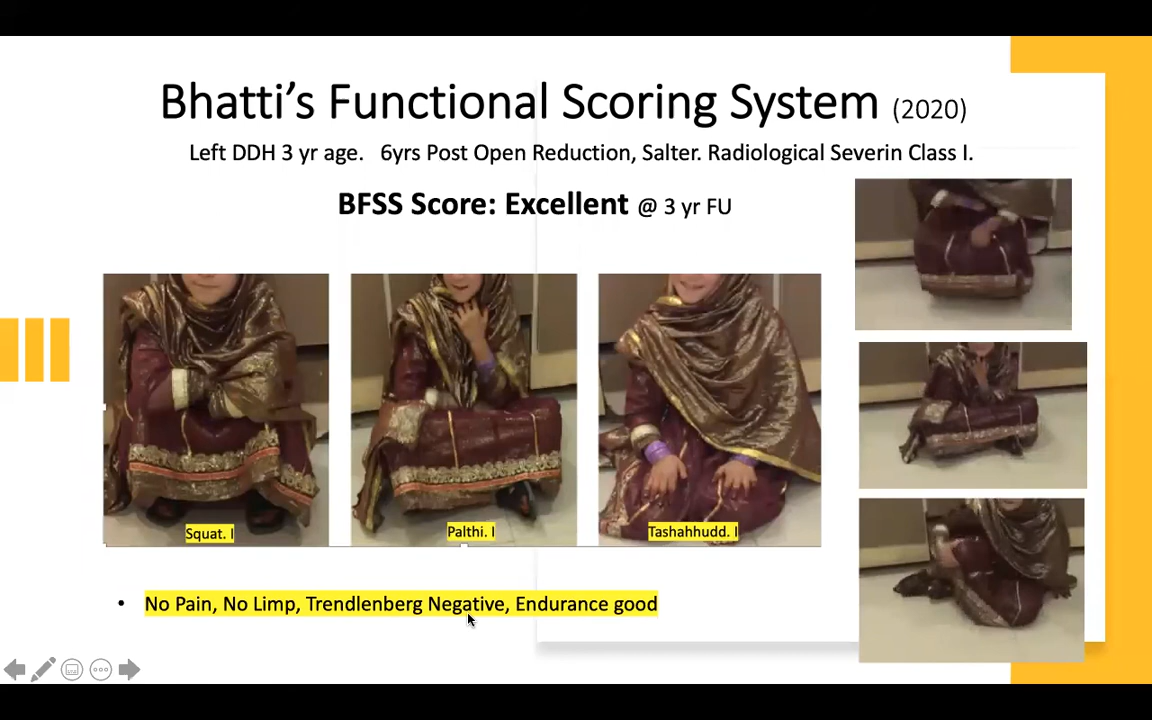 Bhatti's Functional Scoring System (2020)
Left DDH 3 yr age. 6yrs Post Open Reduction, Salter. Radiological Severin Class I.
BFSS Score: Excellent @ 3 yr FU
Squat. I
Palthi. I
Tashahhudd. I
• No Pain, No Limp, Trendlenberg Negative, Endurance good